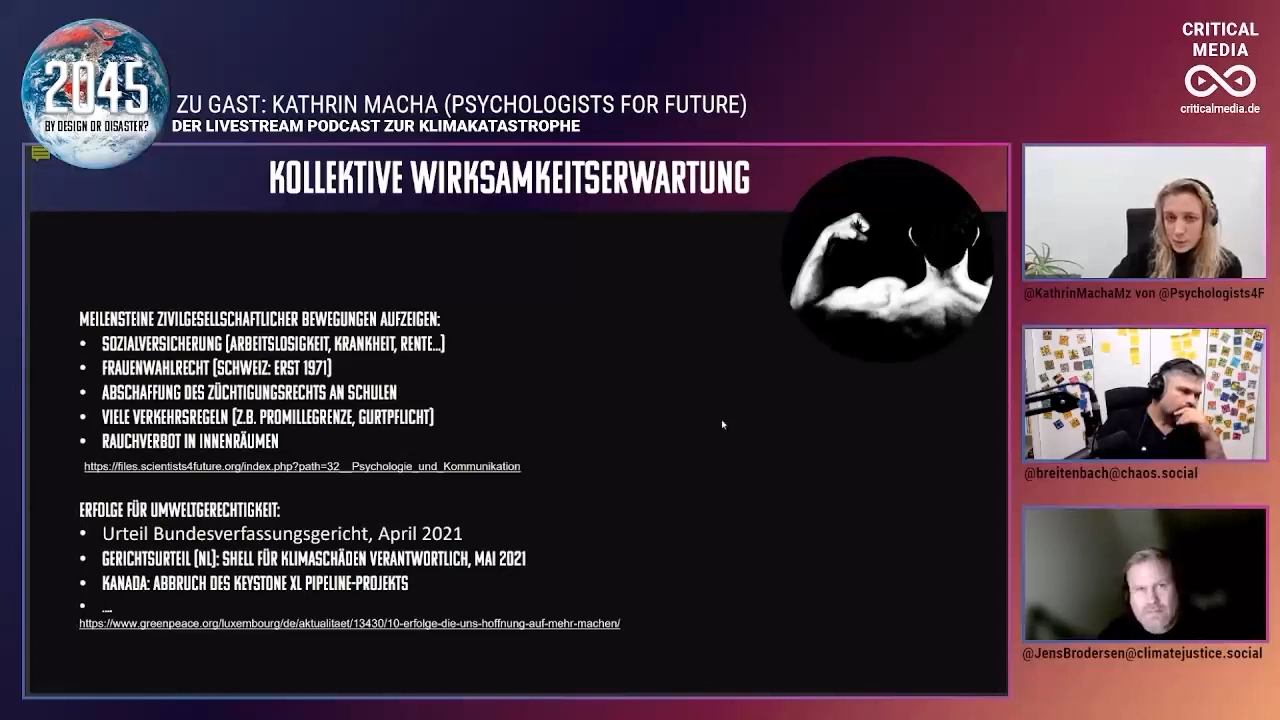 2045
BY DESIGN OR DISASTER?
ZU GAST: KATHRIN MACHA (PSYCHOLOGISTS FOR FUTURE)
DER LIVESTREAM PODCAST ZUR KLIMAKATASTROPHE
CRITICAL
MEDIA
criticalmedia.de
KOLLEKTIVE WIRKSAMKEITSERWARTUNG
MEILENSTEINE ZIVILGESELLSCHAFTLICHER BEWEGUNGEN AUFZEIGEN:
• SOZIALVERSICHERUNG (ARBEITSLOSIGKEIT, KRANKHEIT, RENTE...)
• FRAUENWAHLRECHT (SCHWEIZ: ERST 1971)
• ABSCHAFFUNG DES ZÜCHTIGUNGSRECHTS AN SCHULEN
• VIELE VERKEHRSREGELN (Z.B. PROMILLEGRENZE, GURTPFLICHT)
• RAUCHVERBOT IN INNENRÄUMEN
https://files.scientists4future.org/index.php?path=32__Psychologie_und_Kommunikation
ERFOLGE FÜR UMWELTGERECHTIGKEIT:
• Urteil Bundesverfassungsgericht, April 2021
• GERICHTSURTEIL (NL): SHELL FÜR KLIMASCHÄDEN VERANTWORTLICH, MAI 2021
• KANADA: ABBRUCH DES KEYSTONE XL PIPELINE-PROJEKTS
• ....
https://www.greenpeace.org/luxembourg/de/aktualitaet/13430/10-erfolge-die-uns-hoffnung-auf-mehr-machen/
@KathrinMachaMz von @Psychologists4F
@breitenbach@chaos.social
@JensBrodersen@climatejustice.social